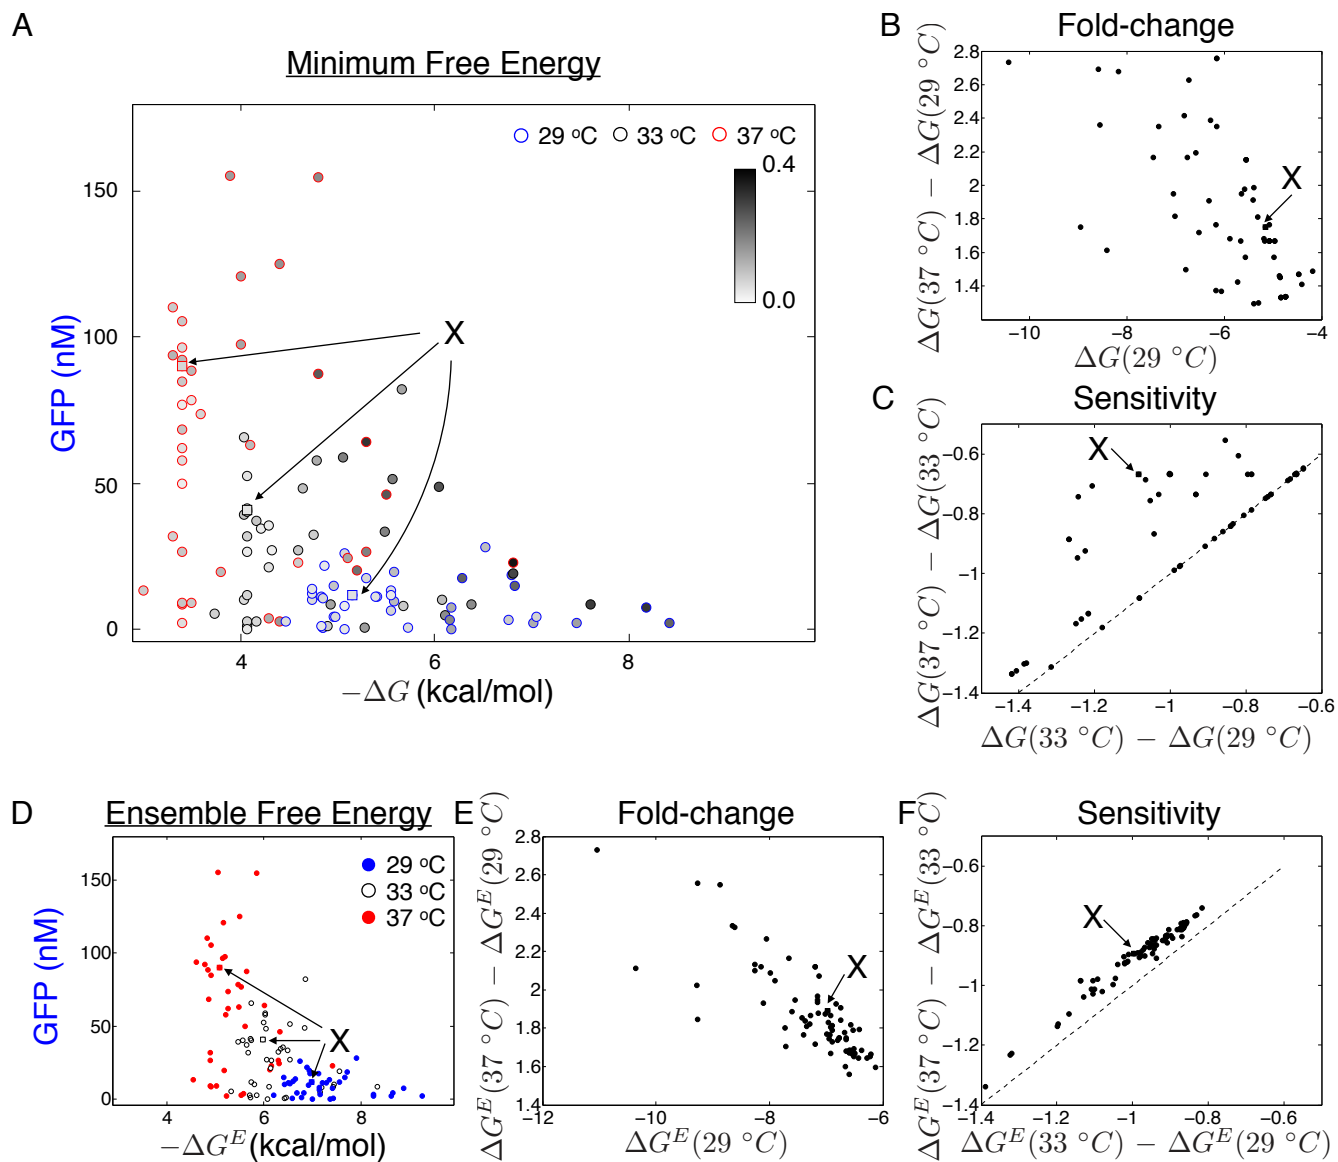 A
Minimum Free Energy
29 °C
33 °C
37 °C
0.4
0.0
X
150
100
50
0
GFP (nM)
4
6
8
−ΔG (kcal/mol)
B
Fold-change
2.8
2.6
2.4
2.2
2
1.8
1.6
1.4
X
−10
−8
−6
−4
ΔG(37 °C) − ΔG(29 °C)
ΔG(29 °C)
C
Sensitivity
−0.6
−0.8
−1
−1.2
−1.4
X
−1.4
−1.2
−1
−0.8
−0.6
ΔG(37 °C) − ΔG(33 °C)
ΔG(33 °C) − ΔG(29 °C)
D
Ensemble Free Energy
29 °C
33 °C
37 °C
150
100
50
0
X
GFP (nM)
4
6
8
−ΔG^E (kcal/mol)
E
Fold-change
2.8
2.6
2.4
2.2
2
1.8
1.6
1.4
X
−12
−10
−8
−6
ΔG^E(37 °C) − ΔG^E(29 °C)
ΔG^E(29 °C)
F
Sensitivity
−0.6
−0.8
−1
−1.2
−1.4
X
−1.4
−1.2
−1
−0.8
−0.6
ΔG^E(37 °C) − ΔG^E(33 °C)
ΔG^E(33 °C) − ΔG^E(29 °C)